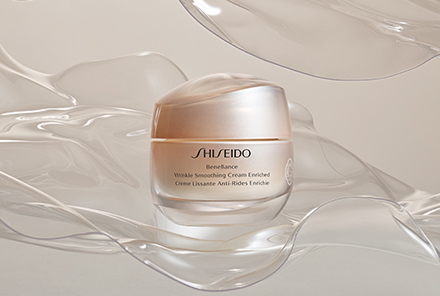 SHISEIDO
Benefiance
Wrinkle Smoothing Cream Enriched
Crème Lissante Anti-Rides Enrichie